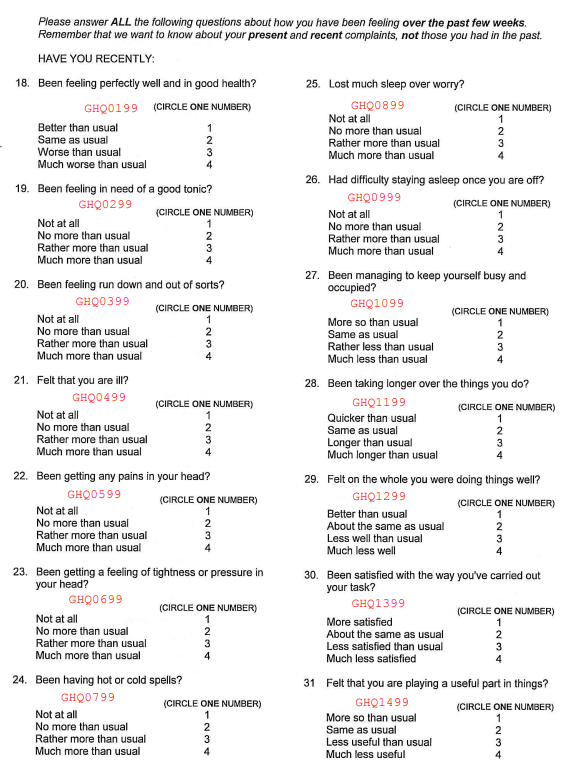 Please answer ALL the following questions about how you have been feeling over the past few weeks.
Remember that we want to know about your present and recent complaints, not those you had in the past.
HAVE YOU RECENTLY:
18. Been feeling perfectly well and in good health?
GHQ0199 (CIRCLE ONE NUMBER)
Better than usual 1
Same as usual 2
Worse than usual 3
Much worse than usual 4
19. Been feeling in need of a good tonic?
GHQ0299
(CIRCLE ONE NUMBER)
Not at all 1
No more than usual 2
Rather more than usual 3
Much more than usual 4
20. Been feeling run down and out of sorts?
GHQ0399
(CIRCLE ONE NUMBER)
Not at all 1
No more than usual 2
Rather more than usual 3
Much more than usual 4
21. Felt that you are ill?
GHQ0499
(CIRCLE ONE NUMBER)
Not at all 1
No more than usual 2
Rather more than usual 3
Much more than usual 4
22. Been getting any pains in your head?
GHQ0599
(CIRCLE ONE NUMBER)
Not at all 1
No more than usual 2
Rather more than usual 3
Much more than usual 4
23. Been getting a feeling of tightness or pressure in
your head?
GHQ0699
(CIRCLE ONE NUMBER)
Not at all 1
No more than usual 2
Rather more than usual 3
Much more than usual 4
24. Been having hot or cold spells?
GHQ0799
(CIRCLE ONE NUMBER)
Not at all 1
No more than usual 2
Rather more than usual 3
Much more than usual 4
25. Lost much sleep over worry?
GHQ0899
(CIRCLE ONE NUMBER)
Not at all 1
No more than usual 2
Rather more than usual 3
Much more than usual 4
26. Had difficulty staying asleep once you are off?
GHQ0999
(CIRCLE ONE NUMBER)
Not at all 1
No more than usual 2
Rather more than usual 3
Much more than usual 4
27. Been managing to keep yourself busy and
occupied?
GHQ1099
(CIRCLE ONE NUMBER)
More so than usual 1
Same as usual 2
Rather less than usual 3
Much less than usual 4
28. Been taking longer over the things you do?
GHQ1199
(CIRCLE ONE NUMBER)
Quicker than usual 1
Same as usual 2
Longer than usual 3
Much longer than usual 4
29. Felt on the whole you were doing things well?
GHQ1299
(CIRCLE ONE NUMBER)
Better than usual 1
About the same as usual 2
Less well than usual 3
Much less well 4
30. Been satisfied with the way you've carried out
your task?
GHQ1399
(CIRCLE ONE NUMBER)
More satisfied 1
About the same as usual 2
Less satisfied than usual 3
Much less satisfied 4
31 Felt that you are playing a useful part in things?
GHQ1499
(CIRCLE ONE NUMBER)
More so than usual 1
Same as usual 2
Less useful than usual 3
Much less useful 4